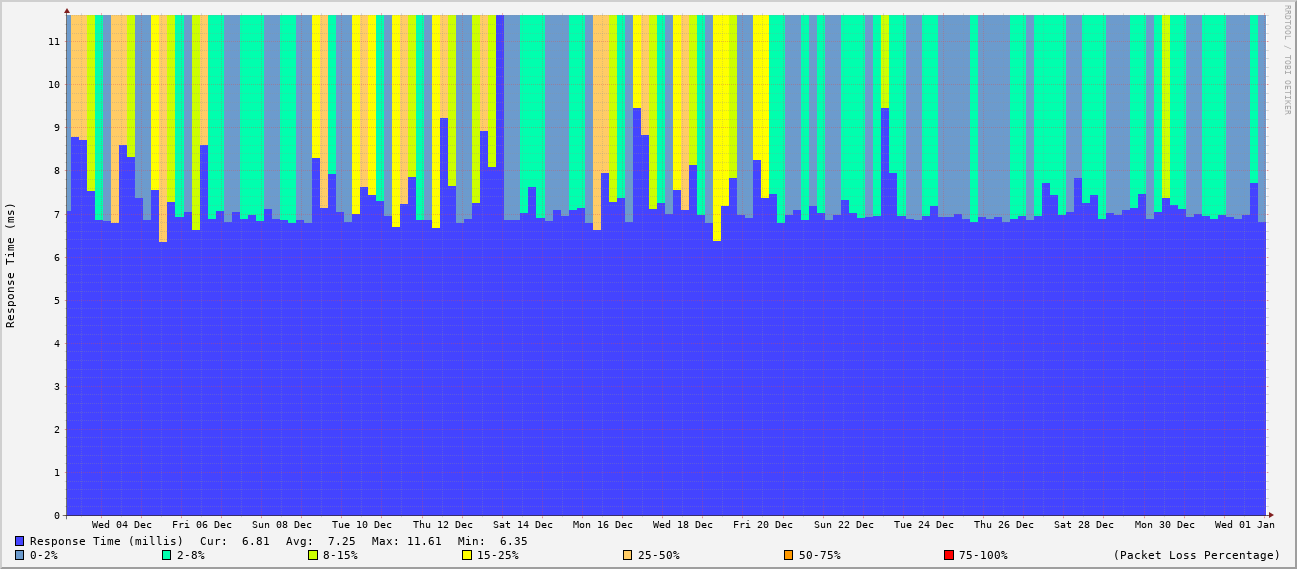 RRDTOOL / TOBI OETIKER
Response Time (ms)
11
10
9
8
7
6
5
4
3
2
1
0
Wed 04 Dec Fri 06 Dec Sun 08 Dec Tue 10 Dec Thu 12 Dec Sat 14 Dec Mon 16 Dec Wed 18 Dec Fri 20 Dec Sun 22 Dec Tue 24 Dec Thu 26 Dec Sat 28 Dec Mon 30 Dec Wed 01 Jan
Response Time (millis) Cur: 6.81 Avg: 7.25 Max: 11.61 Min: 6.35
0-2% 2-8% 8-15% 15-25% 25-50% 50-75% 75-100% (Packet Loss Percentage)